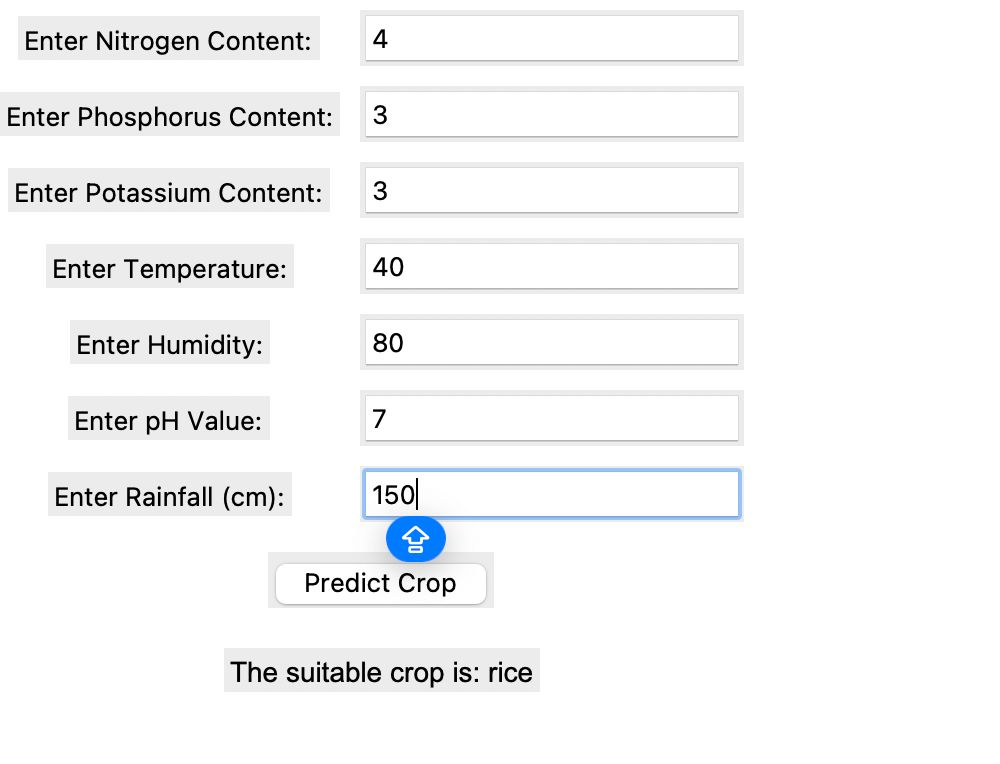 Enter Nitrogen Content: 4
Enter Phosphorus Content: 3
Enter Potassium Content: 3
Enter Temperature: 40
Enter Humidity: 80
Enter pH Value: 7
Enter Rainfall (cm): 150
Predict Crop
The suitable crop is: rice